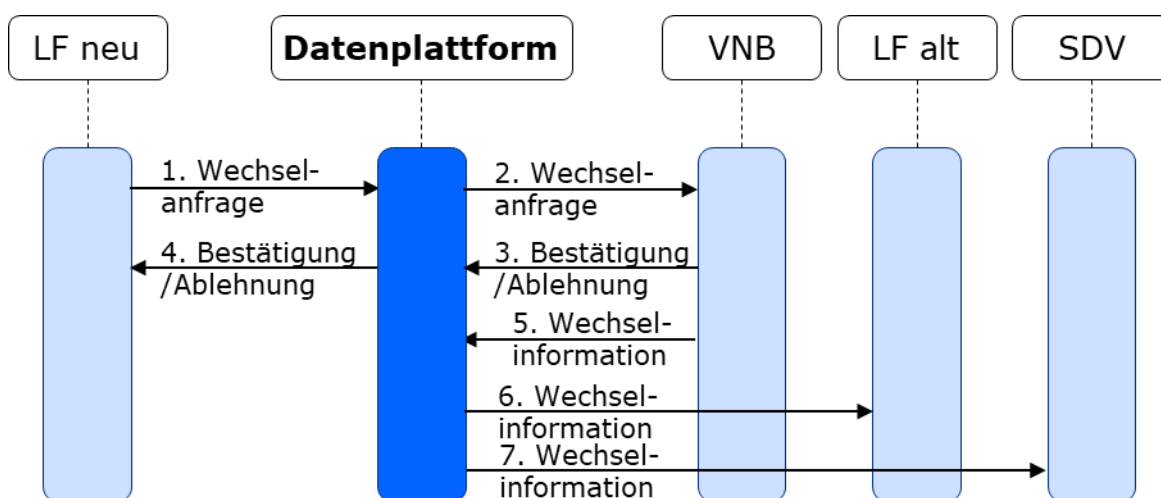 LF neu
Datenplattform
VNB
LF alt
SDV
1. Wechsel-
anfrage
2. Wechsel-
anfrage
4. Bestätigung
/Ablehnung
3. Bestätigung
/Ablehnung
5. Wechsel-
information
6. Wechsel-
information
7. Wechsel-
information